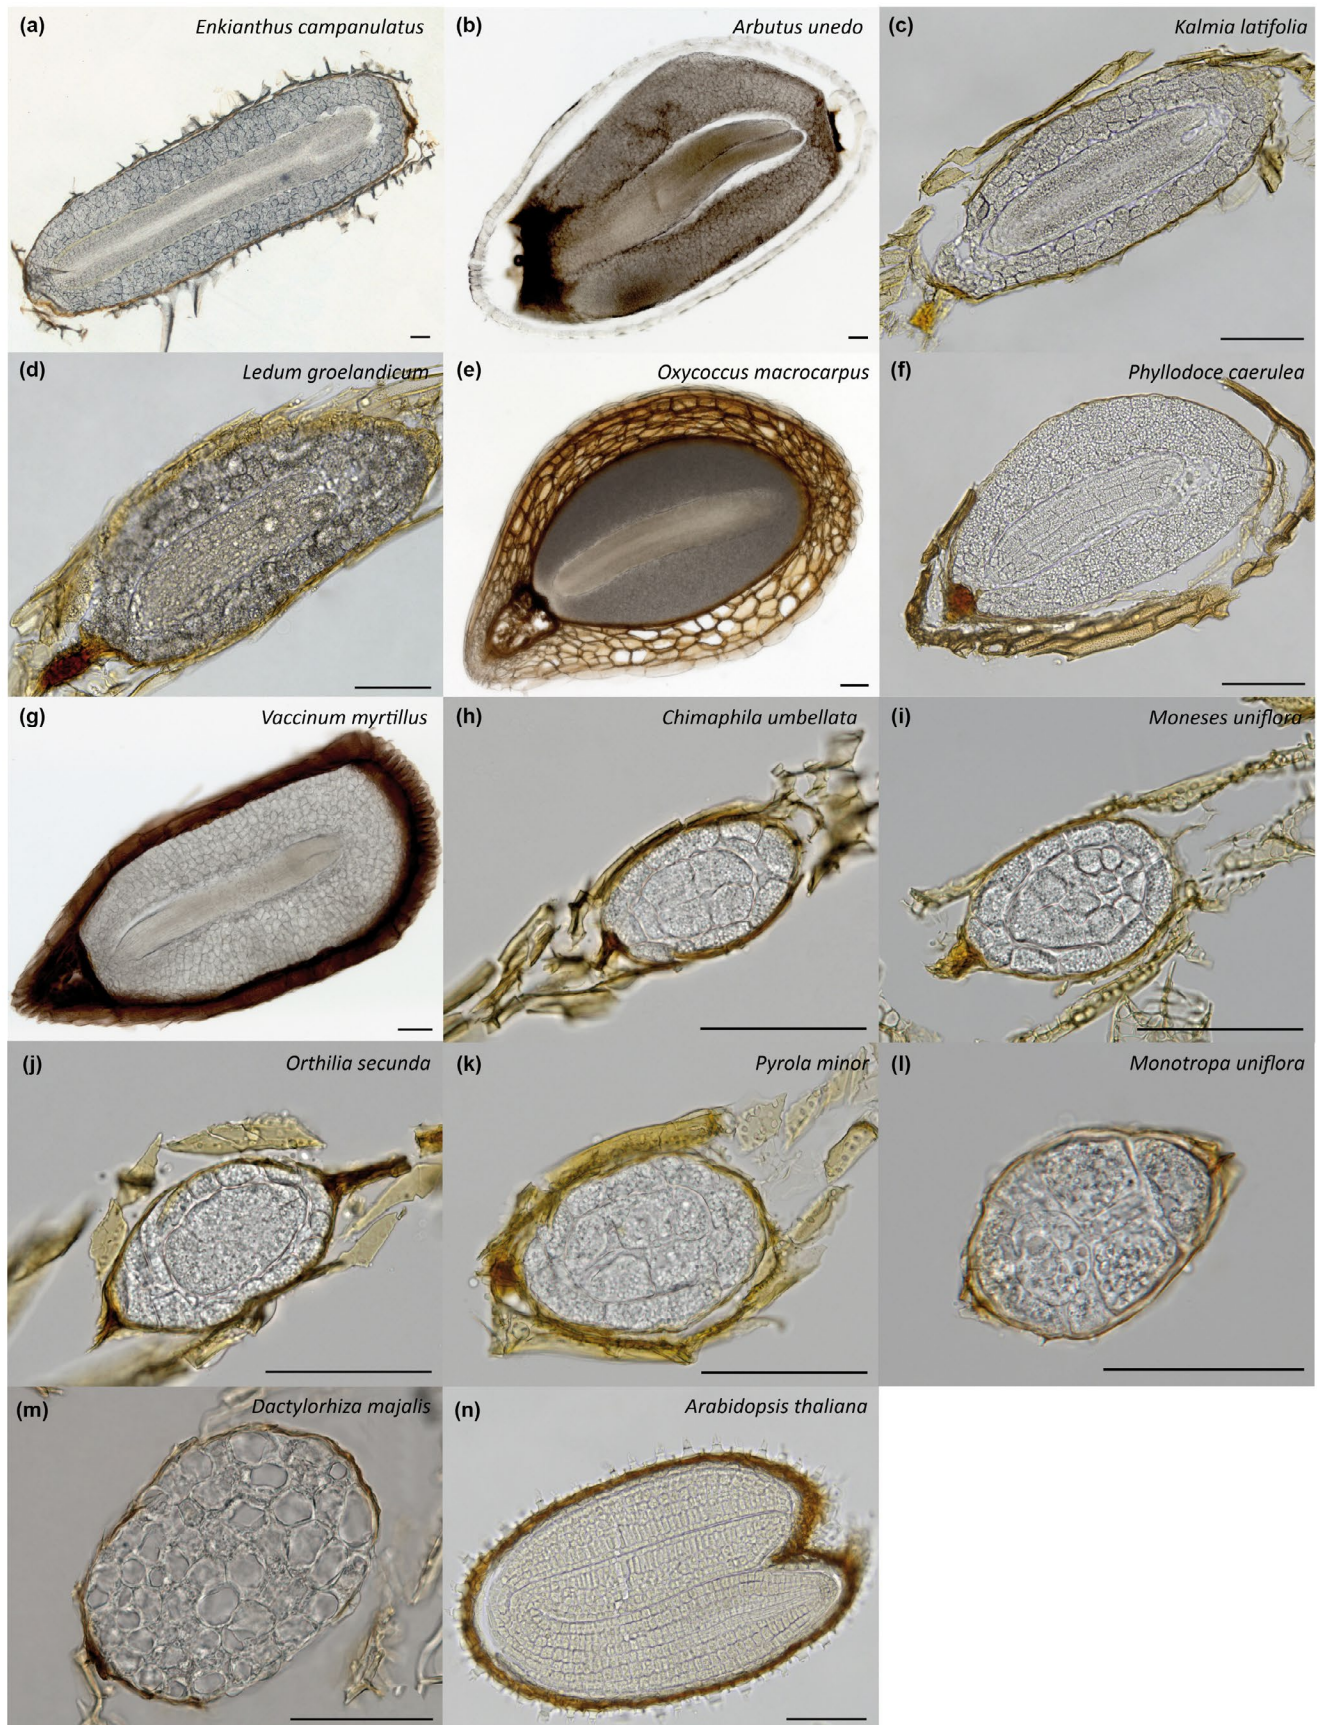 (a) Enkianthus campanulatus
(b) Arbutus unedo
(c) Kalmia latifolia
(d) Ledum groelandicum
(e) Oxycoccus macrocarpus
(f) Phyllodoce caerulea
(g) Vaccinum myrtillus
(h) Chimaphila umbellata
(i) Moneses uniflora
(j) Orthilia secunda
(k) Pyrola minor
(l) Monotropa uniflora
(m) Dactylorhiza majalis
(n) Arabidopsis thaliana